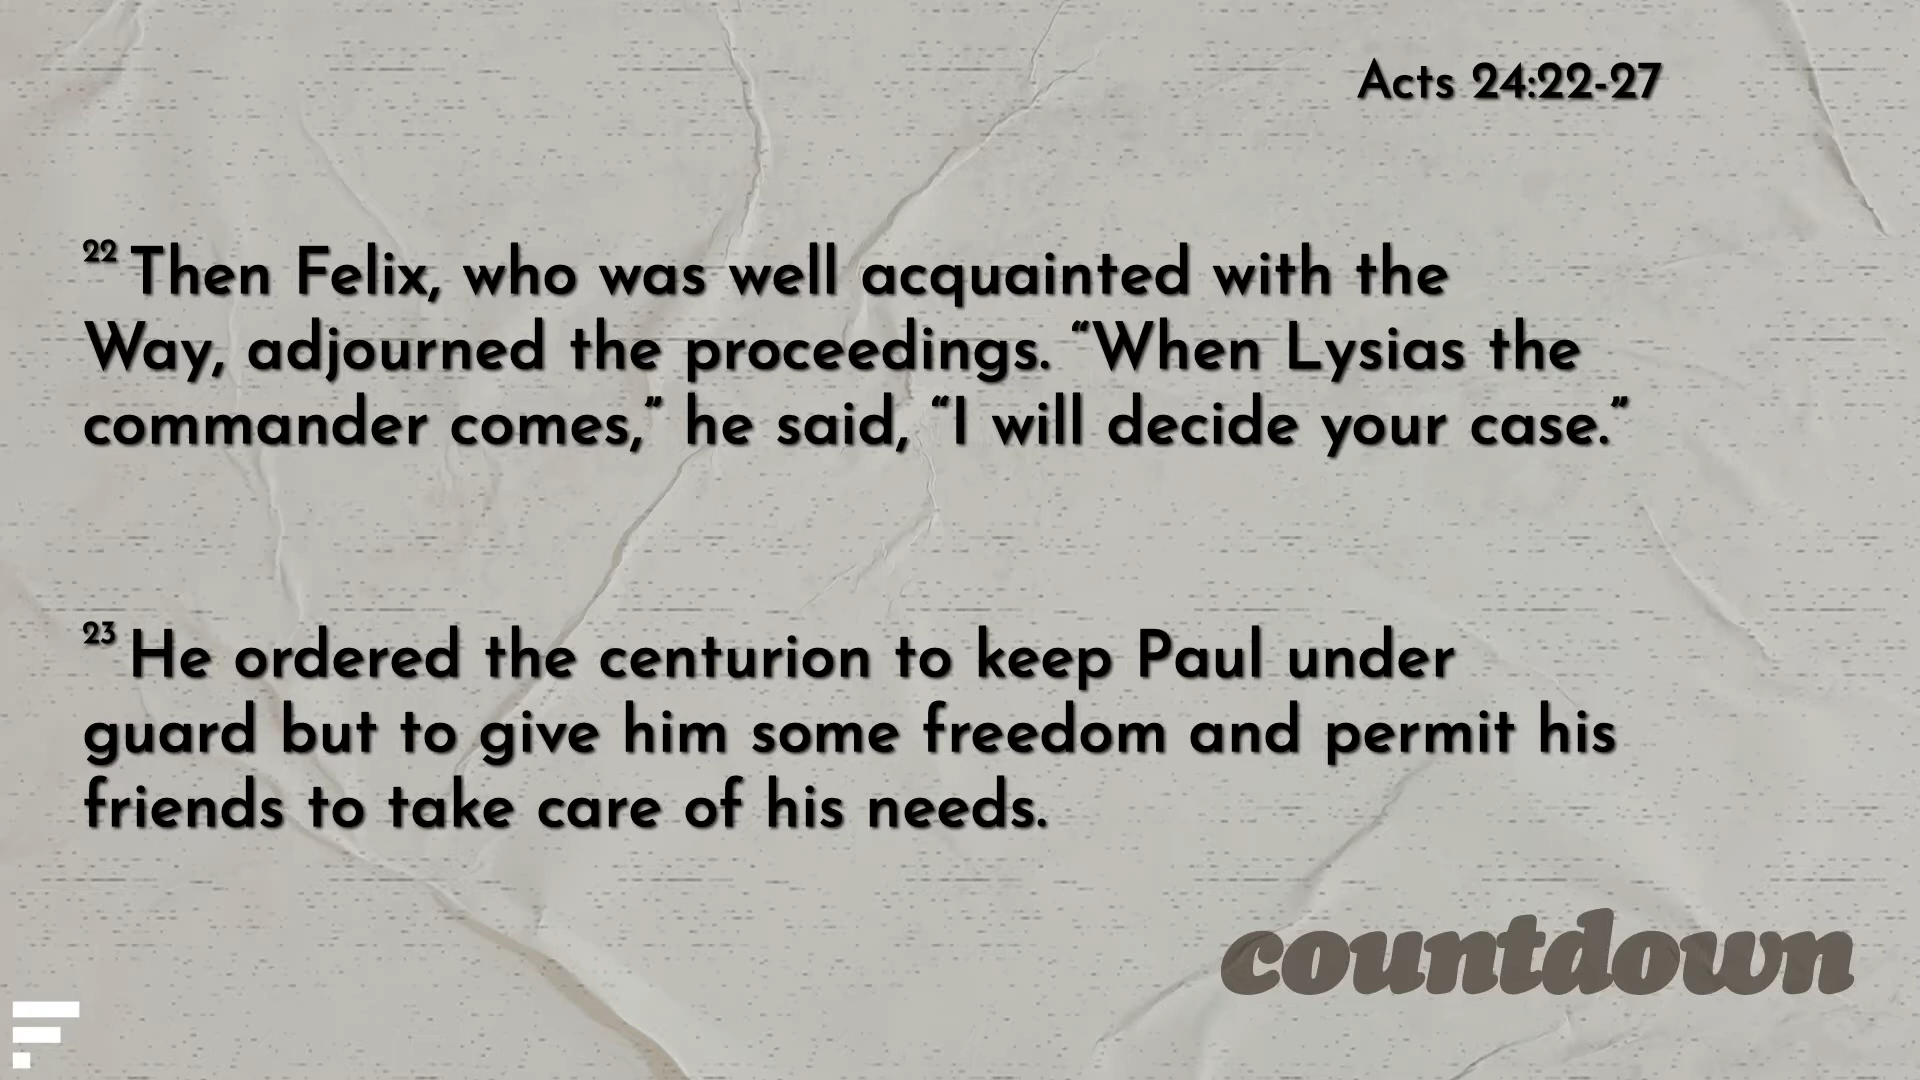 Acts 24:22-27
22 Then Felix, who was well acquainted with the
Way, adjourned the proceedings. “When Lysias the
commander comes,” he said, “I will decide your case.”
23 He ordered the centurion to keep Paul under
guard but to give him some freedom and permit his
friends to take care of his needs.
countdown